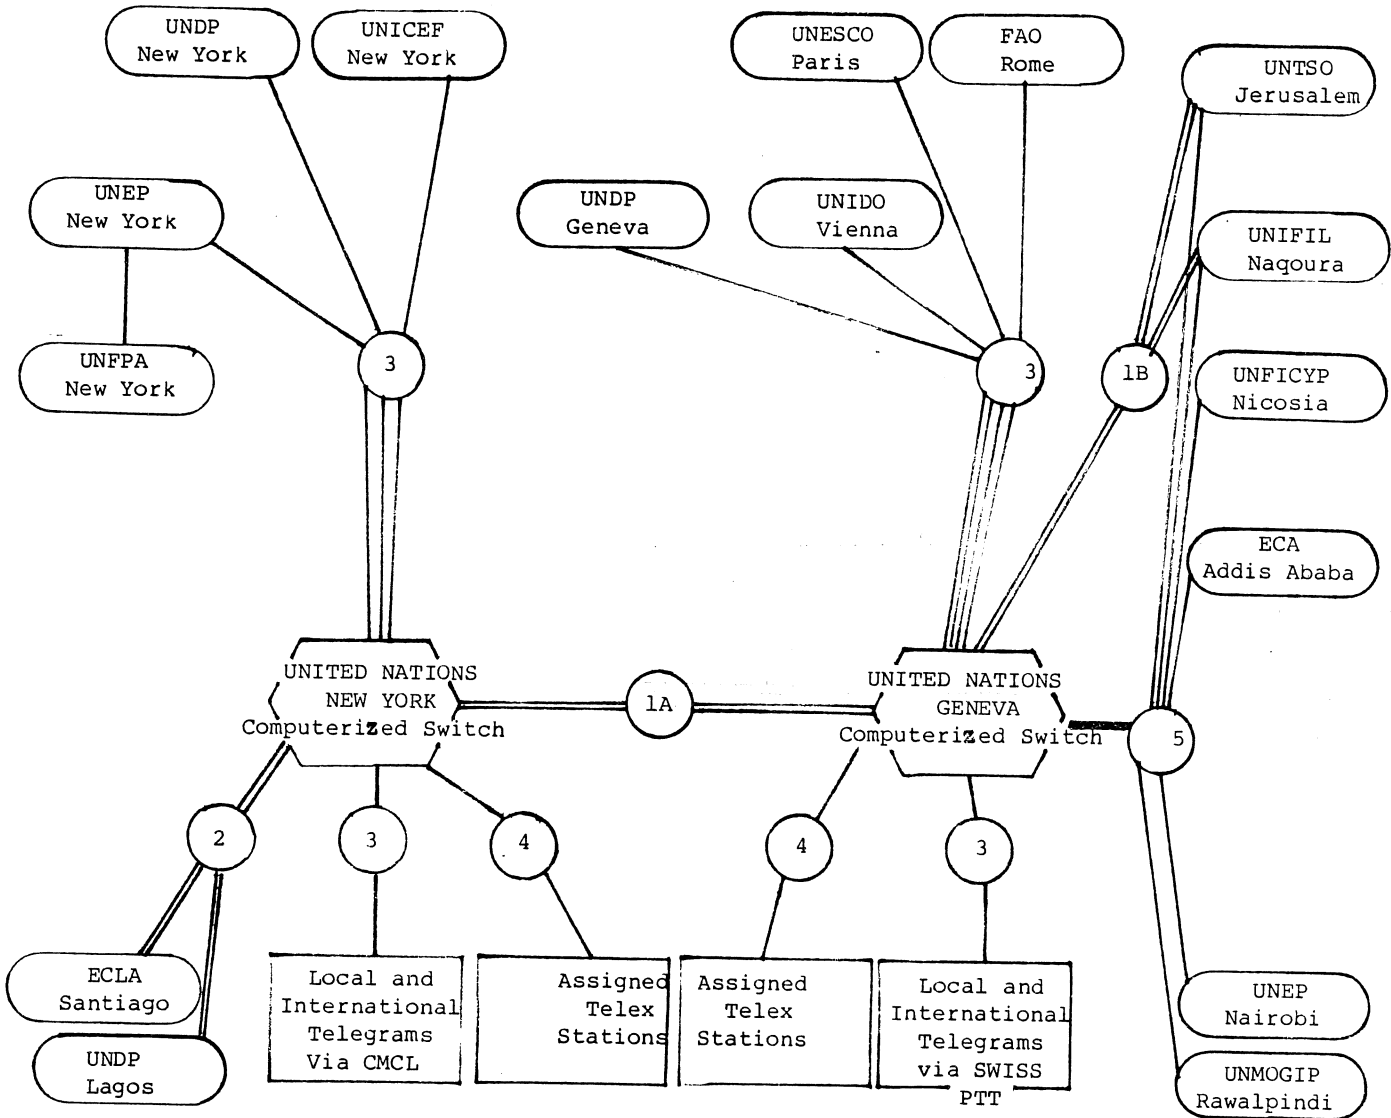 UNDP
New York
UNICEF
New York
UNESCO
Paris
FAO
Rome
UNTSO
Jerusalem
UNEP
New York
UNDP
Geneva
UNIDO
Vienna
UNIFIL
Naqoura
UNFPA
New York
3
3
1B
UNFICYP
Nicosia
ECA
Addis Ababa
UNITED NATIONS
NEW YORK
Computerized Switch
1A
UNITED NATIONS
GENEVA
Computerized Switch
5
2
3
4
4
3
ECLA
Santiago
UNDP
Lagos
Local and
International
Telegrams
Via CMCL
Assigned
Telex
Stations
Assigned
Telex
Stations
Local and
International
Telegrams
via SWISS
PTT
UNEP
Nairobi
UNMOGIP
Rawalpindi